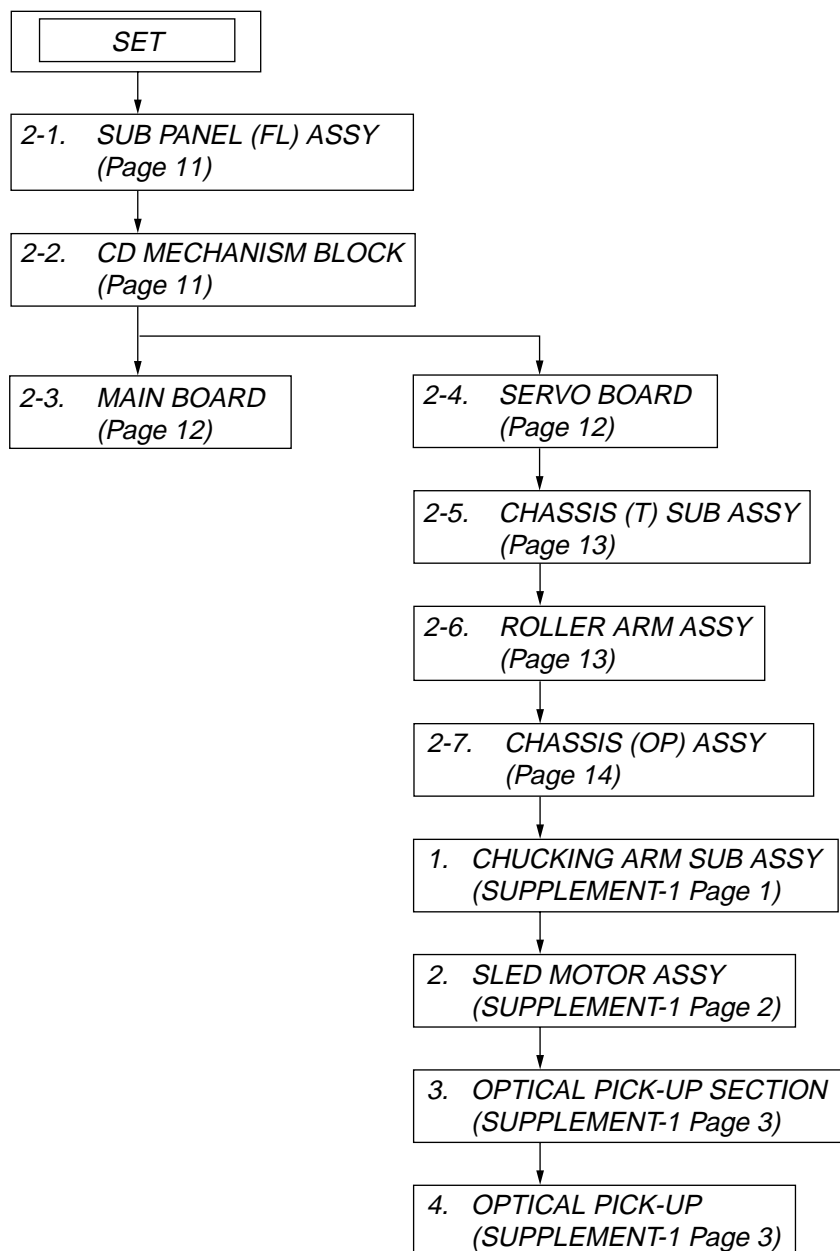 SET
2-1. SUB PANEL (FL) ASSY
(Page 11)
2-2. CD MECHANISM BLOCK
(Page 11)
2-3. MAIN BOARD
(Page 12)
2-4. SERVO BOARD
(Page 12)
2-5. CHASSIS (T) SUB ASSY
(Page 13)
2-6. ROLLER ARM ASSY
(Page 13)
2-7. CHASSIS (OP) ASSY
(Page 14)
1. CHUCKING ARM SUB ASSY
(SUPPLEMENT-1 Page 1)
2. SLED MOTOR ASSY
(SUPPLEMENT-1 Page 2)
3. OPTICAL PICK-UP SECTION
(SUPPLEMENT-1 Page 3)
4. OPTICAL PICK-UP
(SUPPLEMENT-1 Page 3)